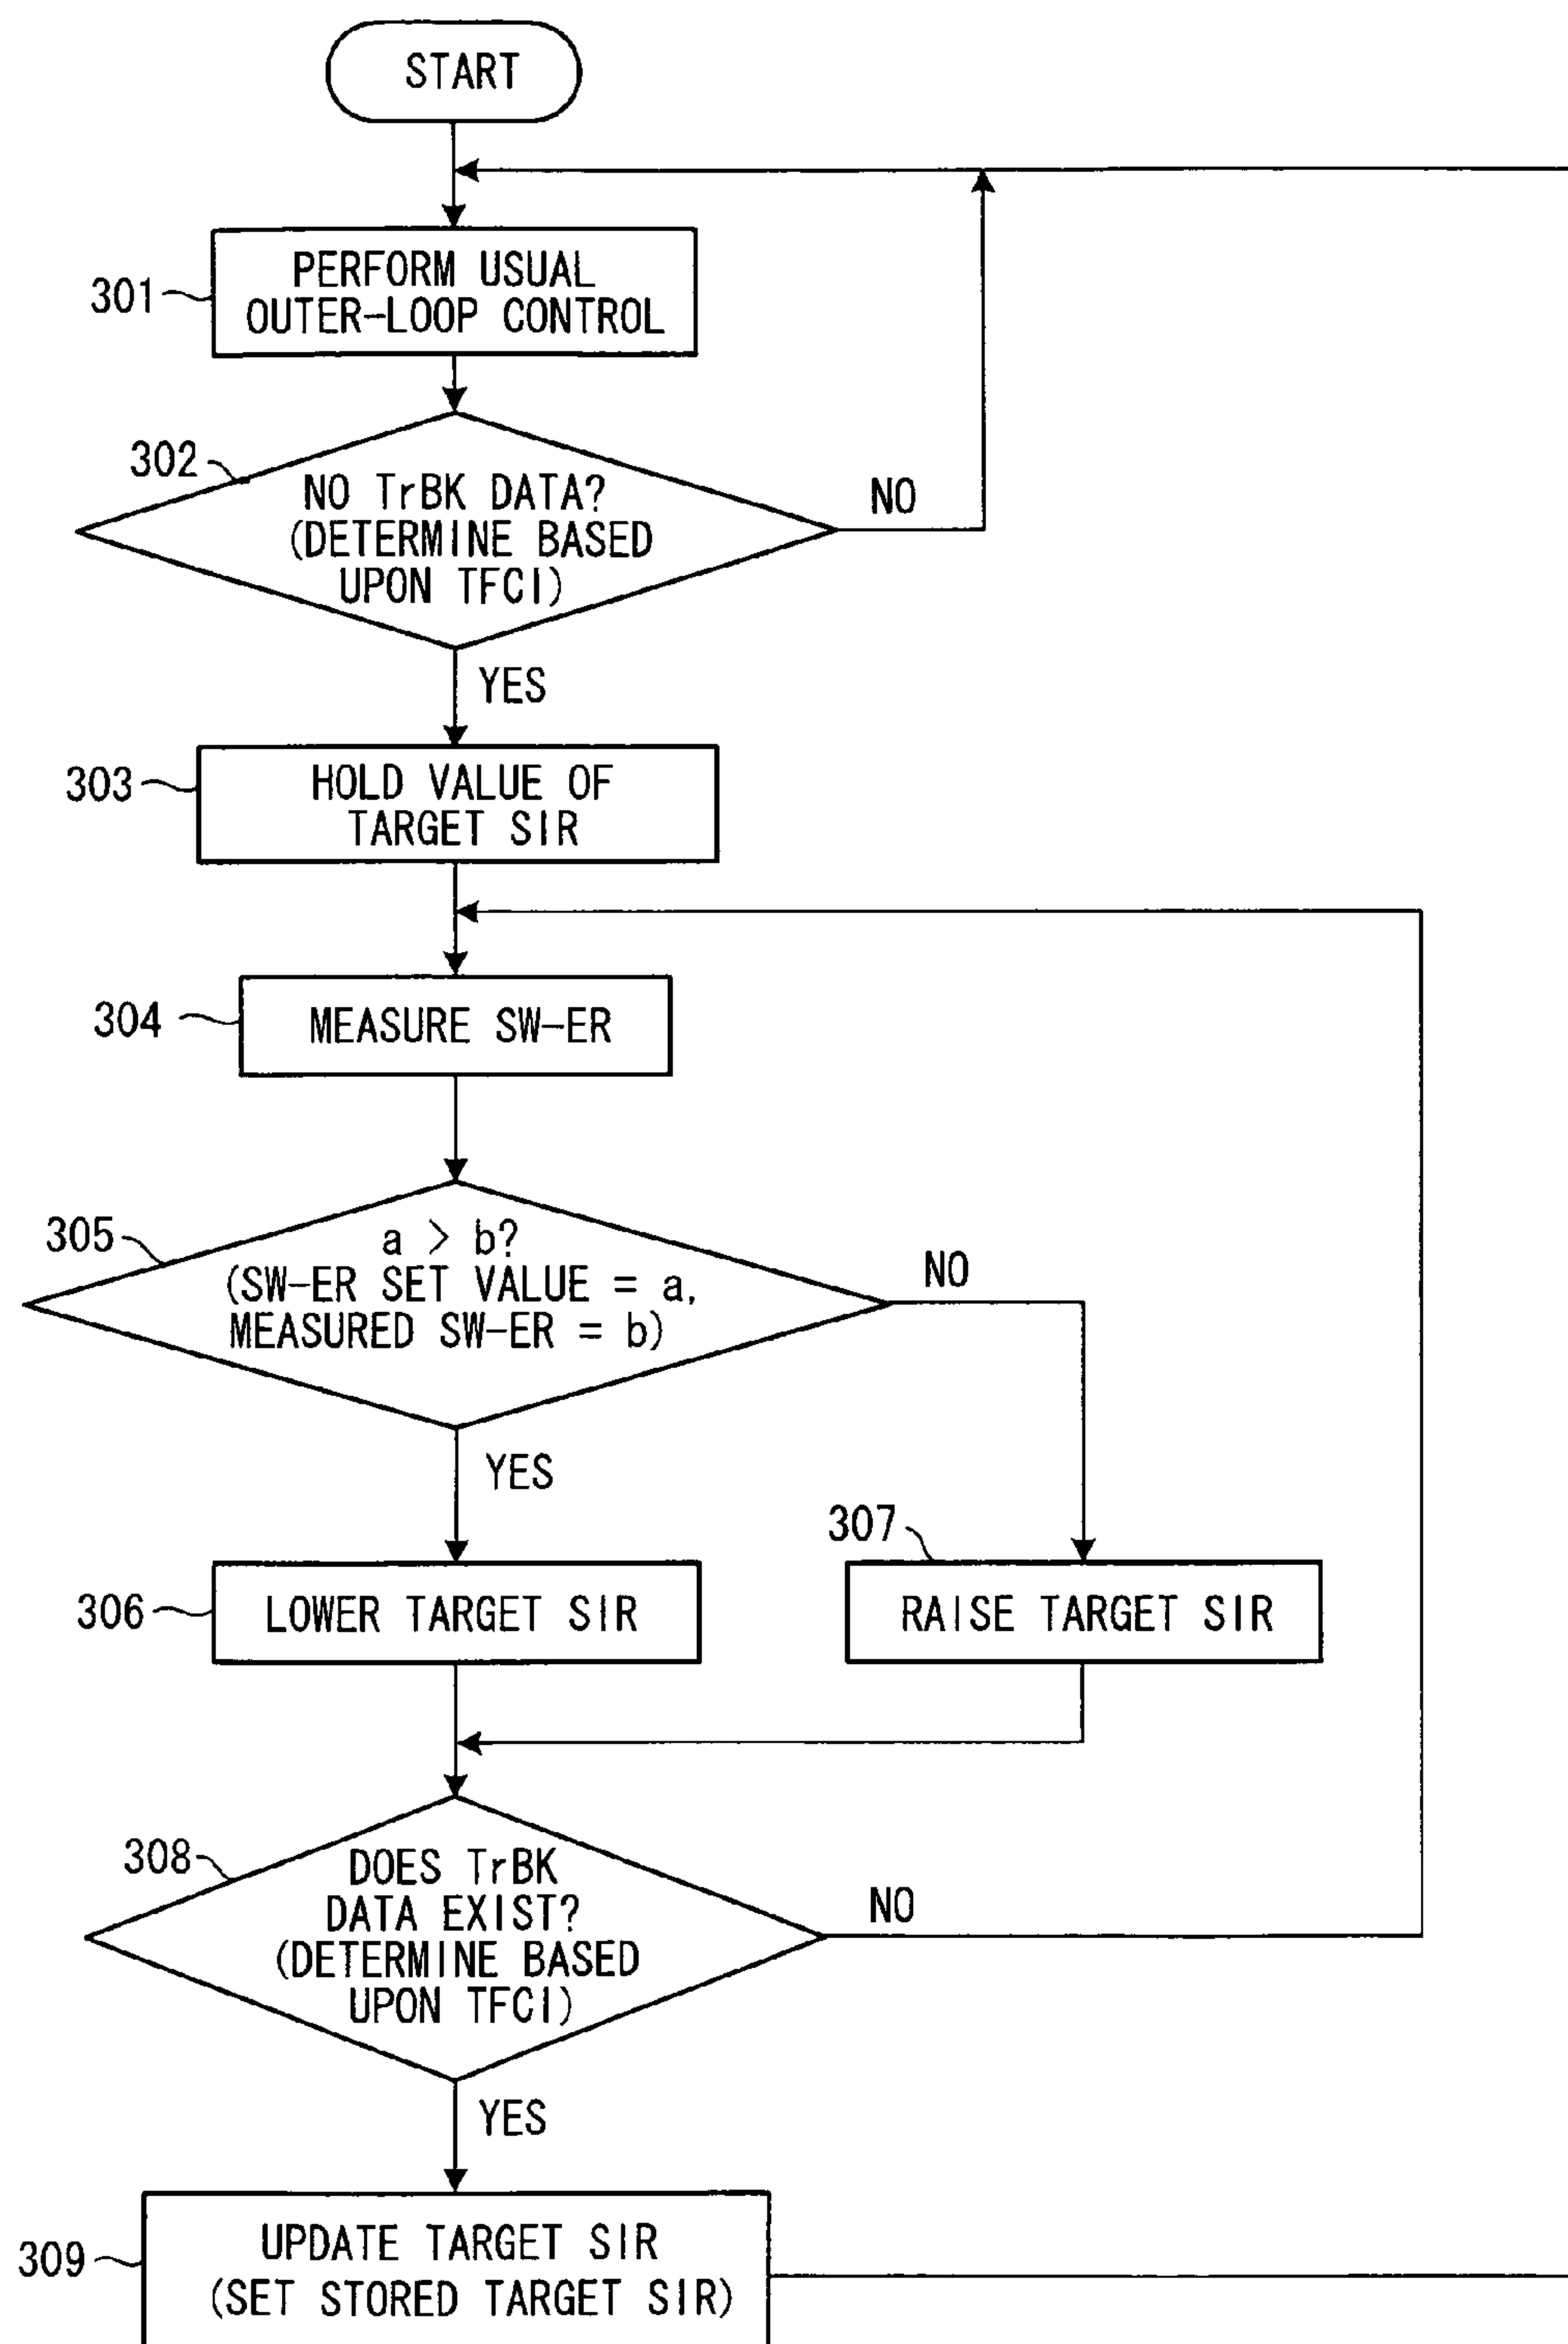 START
301
PERFORM USUAL
OUTER-LOOP CONTROL
302
NO TrBK DATA?
(DETERMINE BASED
UPON TFCI)
NO
YES
303
HOLD VALUE OF
TARGET SIR
304
MEASURE SW-ER
305
a > b?
(SW-ER SET VALUE = a,
MEASURED SW-ER = b)
NO
YES
306
LOWER TARGET SIR
307
RAISE TARGET SIR
308
DOES TrBK
DATA EXIST?
(DETERMINE BASED
UPON TFCI)
NO
YES
309
UPDATE TARGET SIR
(SET STORED TARGET SIR)